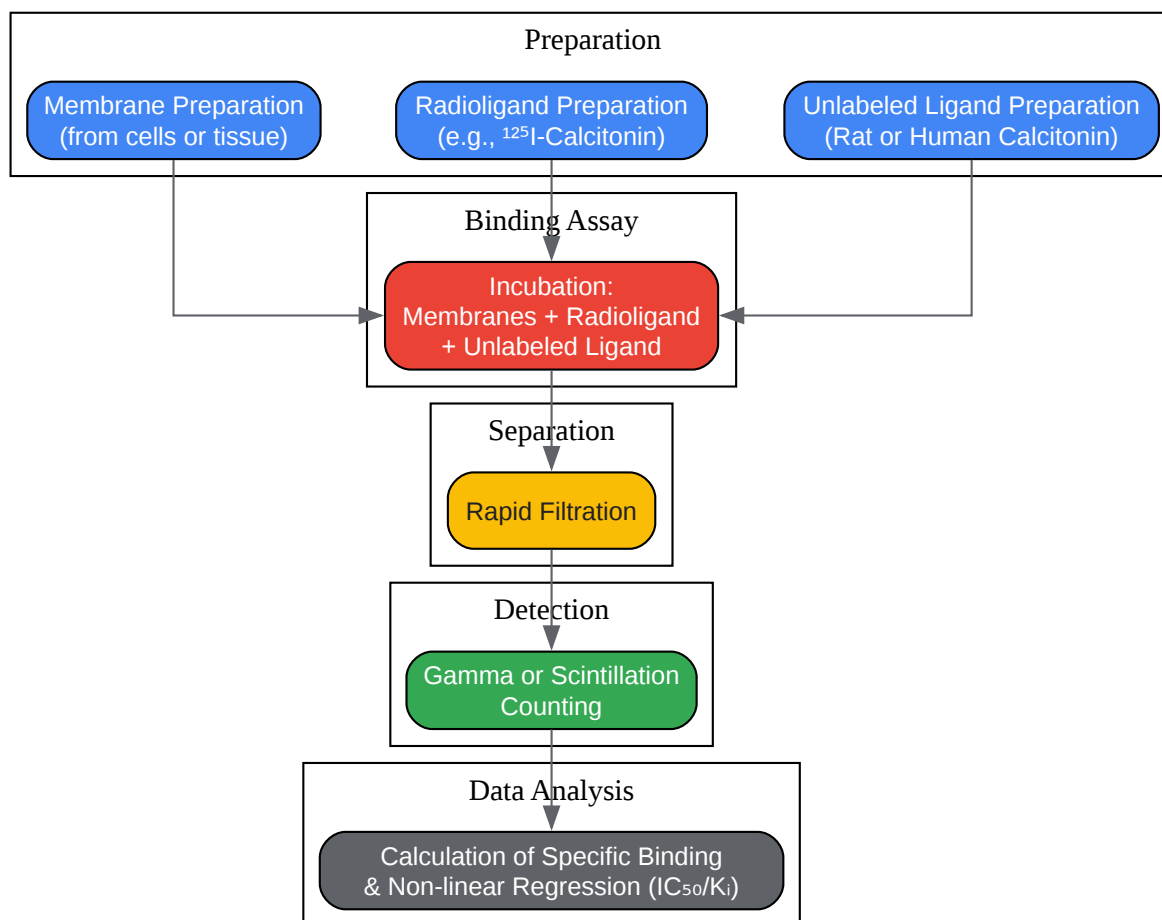 Preparation
Membrane Preparation
(from cells or tissue)
Radioligand Preparation
(e.g., ¹²⁵I-Calcitonin)
Unlabeled Ligand Preparation
(Rat or Human Calcitonin)
Binding Assay
Incubation:
Membranes + Radioligand
+ Unlabeled Ligand
Separation
Rapid Filtration
Detection
Gamma or Scintillation
Counting
Data Analysis
Calculation of Specific Binding
& Non-linear Regression (IC₅₀/Kᵢ)